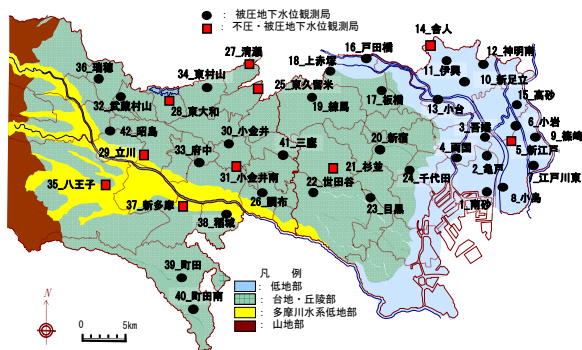 : 被圧地下水位観測局
: 不圧・被圧地下水位観測局
14_舎人
16_戸田橋
27_清瀬
18_上赤塚
12_神明南
36_瑞穂
34_東村山
11_伊興
10_新足立
25_東久留米
32_武蔵村山
28_東大和
19_練馬
17_板橋
13_小台
15_高砂
42_昭島
30_小金井
6_小岩
3_吾嬬
9_篠崎
29_立川
33_府中
41_三鷹
20_新宿
4_両国
5_新江戸
21_杉並
31_小金井南
24_千代田
2_亀戸
7_江戸川東
35_八王子
22_世田谷
37_新多摩
26_調布
23_目黒
1_南砂
8_小島
38_稲城
39_町田
40_町田南
凡 例
: 低地部
: 台地・丘陵部
: 多摩川水系低地部
: 山地部
N
0
5km